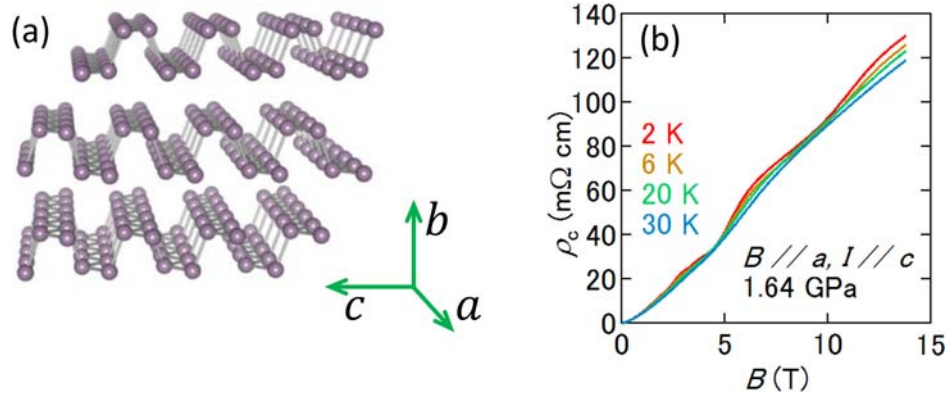 (a)
b
c
a
(b)
140
120
100
80
60
40
20
0
ρc (mΩ cm)
2 K
6 K
20 K
30 K
B // a, I // c
1.64 GPa
0 5 10 15
B (T)